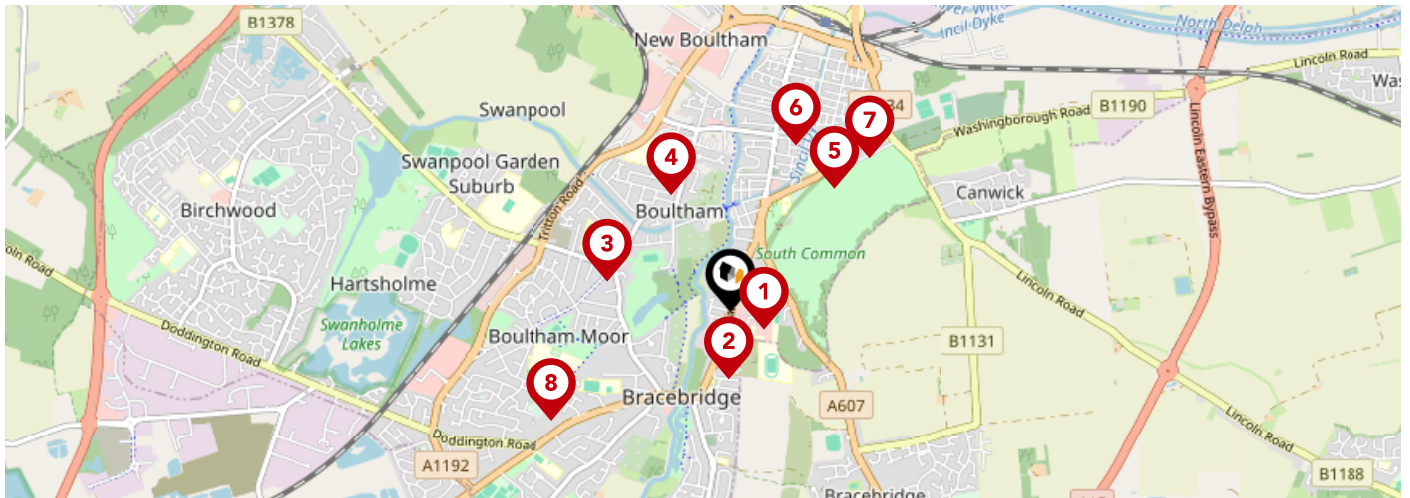 B1378
New Boultham
North Delph
Incil Dyke
Lincoln Road
Swanpool
6
B1190
7
Washingborough Road
Lincoln Eastern Bypass
4
5
Swanpool Garden
Suburb
Canwick
Tritton Road
Birchwood
Boultham
3
South Common
Hartsholme
1
Lincoln Road
Swanholme
Lakes
Doddington Road
Boultham Moor
2
B1131
8
Bracebridge
A607
Lincoln Road
Doddington Road
A1192
B1188
Bracebridge